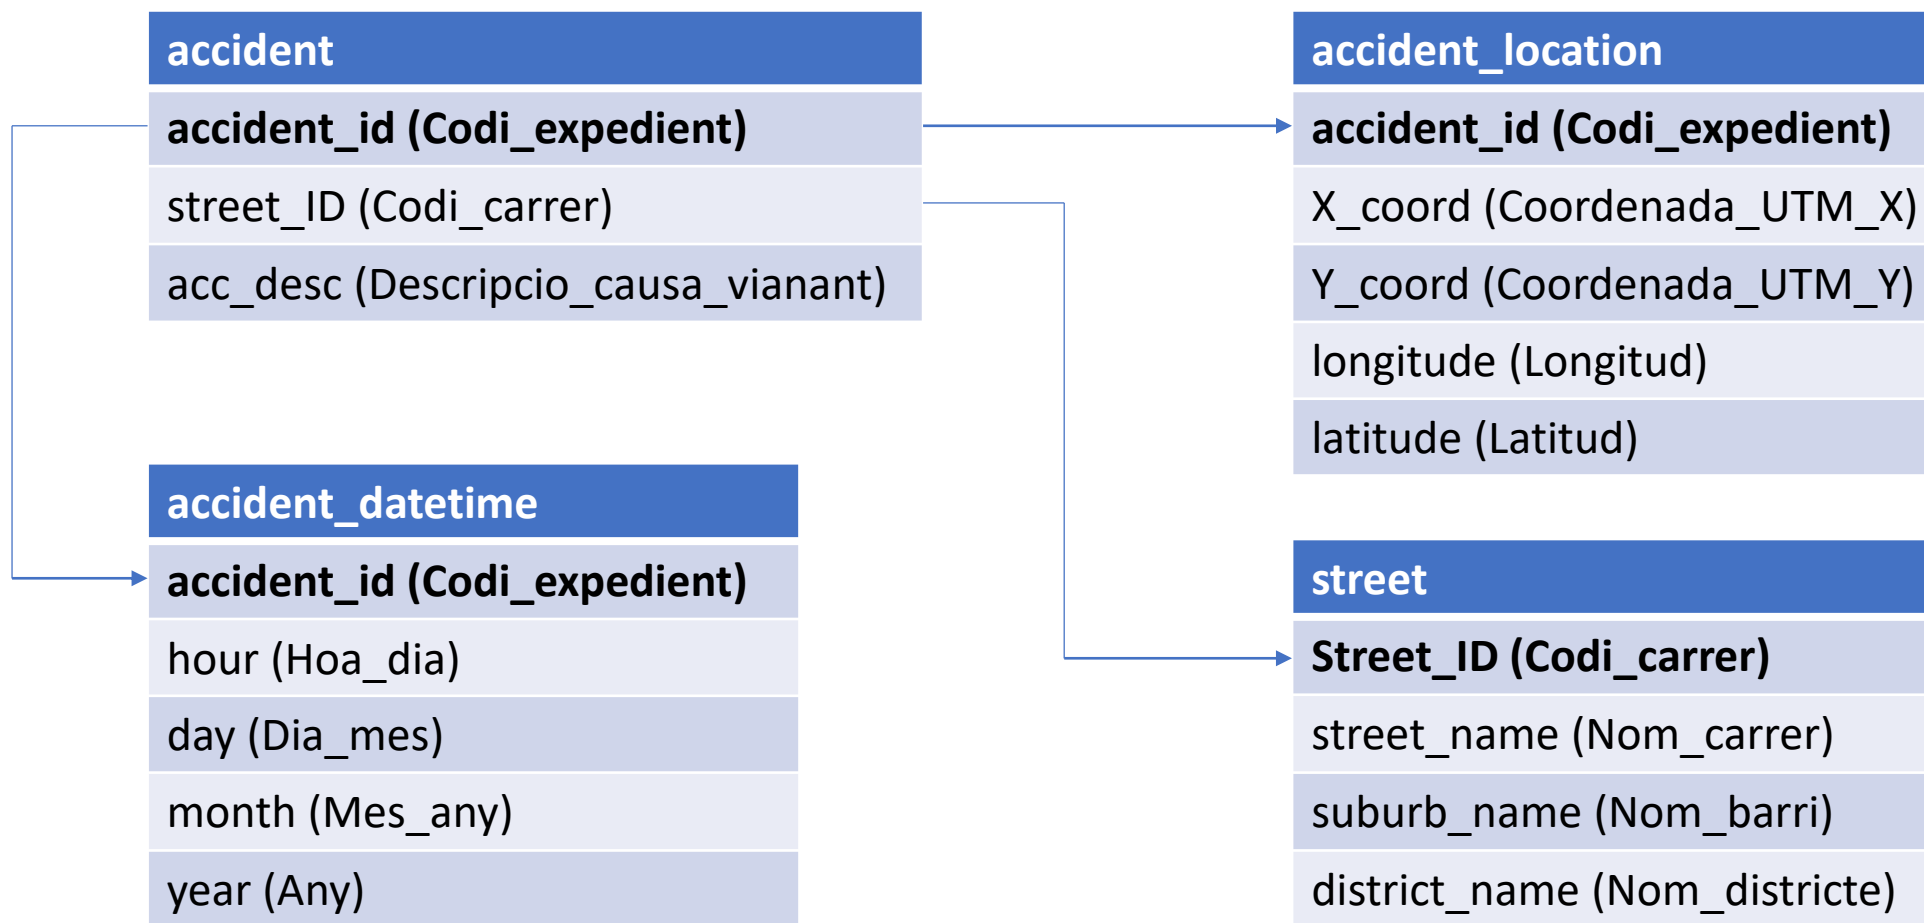 accident
accident_id (Codi_expedient)
street_ID (Codi_carrer)
acc_desc (Descripcio_causa_vianant)
accident_location
accident_id (Codi_expedient)
X_coord (Coordenada_UTM_X)
Y_coord (Coordenada_UTM_Y)
longitude (Longitud)
latitude (Latitud)
accident_datetime
accident_id (Codi_expedient)
hour (Hoa_dia)
day (Dia_mes)
month (Mes_any)
year (Any)
street
Street_ID (Codi_carrer)
street_name (Nom_carrer)
suburb_name (Nom_barri)
district_name (Nom_districte)